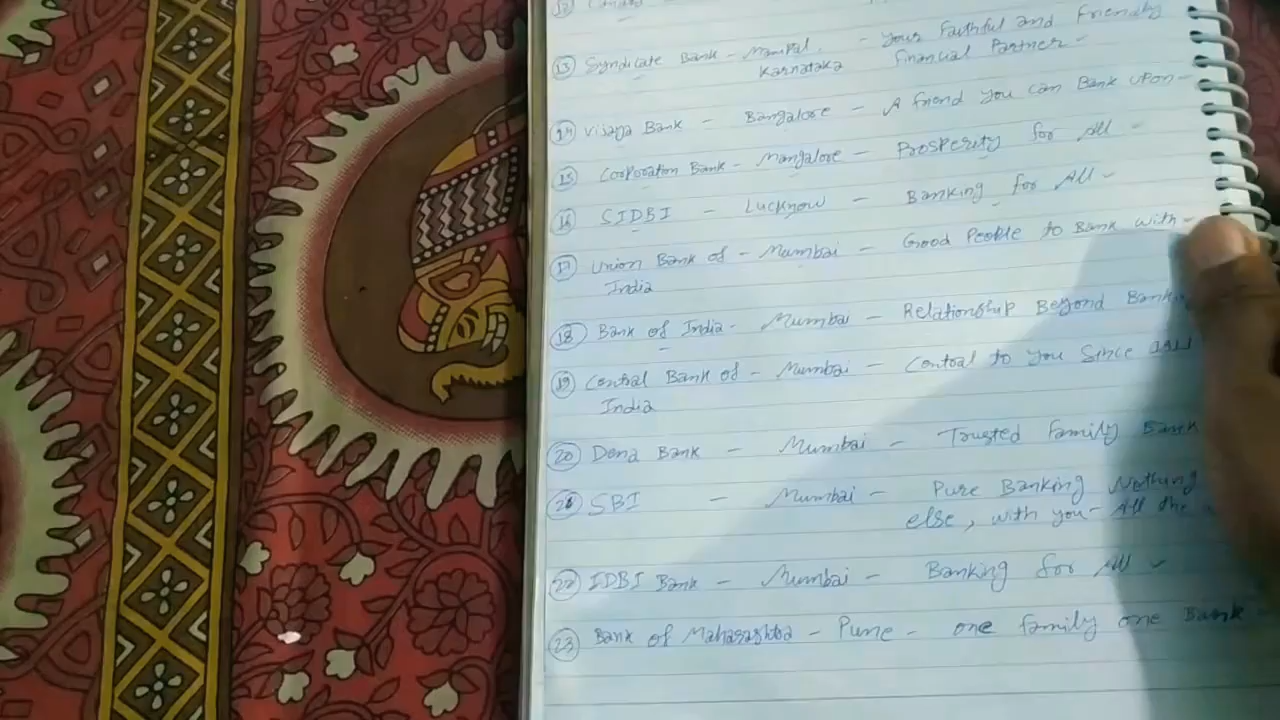 13 Syndicate Bank - Manipal, - Your Faithful and Friendly
Karnataka Financial Partner -
14 Vijaya Bank - Bangalore - A friend you can Bank upon -
15 Corporation Bank - Mangalore - Prosperity for All -
16 SIDBI - Lucknow - Banking for All -
17 Union Bank of - Mumbai - Good People to Bank with -
India
18 Bank of India - Mumbai - Relationship Beyond
19 Central Bank of - Mumbai - Central to you Since
India
20 Dena Bank - Mumbai - Trusted Family Bank
SBI - Mumbai - Pure Banking Nothing
else, with you - All the
22 IDBI Bank - Mumbai - Banking for All
23 Bank of Maharashtra - Pune - one family one Bank -